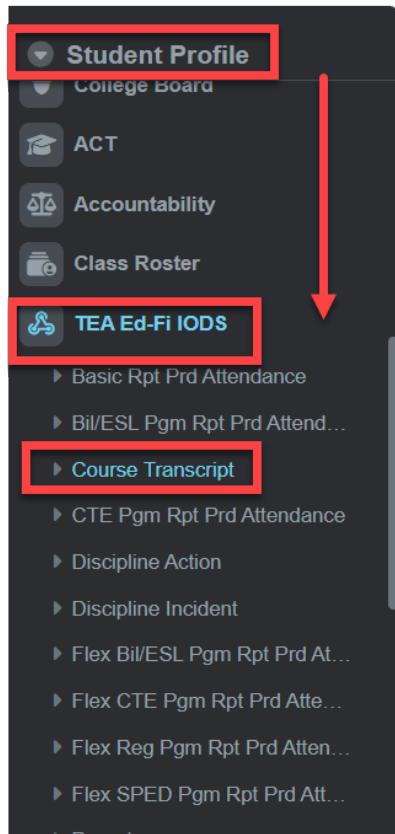 Student Profile
College Board
ACT
Accountability
Class Roster
TEA Ed-Fi IODS
Basic Rpt Prd Attendance
Bil/ESL Pgm Rpt Prd Attend...
Course Transcript
CTE Pgm Rpt Prd Attendance
Discipline Action
Discipline Incident
Flex Bil/ESL Pgm Rpt Prd At...
Flex CTE Pgm Rpt Prd Atte...
Flex Reg Pgm Rpt Prd Atten...
Flex SPED Pgm Rpt Prd Att...